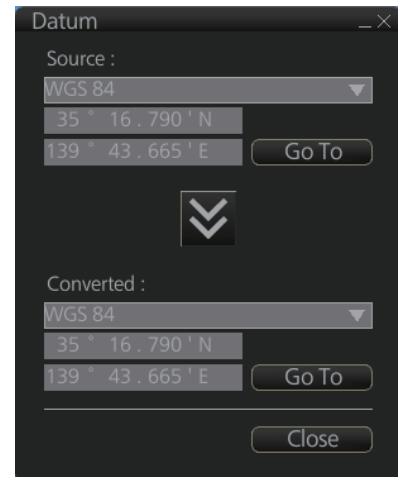 Datum
Source :
WGS 84
35 ° 16 . 790 ' N
139 ° 43 . 665 ' E Go To
Converted :
WGS 84
35 ° 16 . 790 ' N
139 ° 43 . 665 ' E Go To
Close